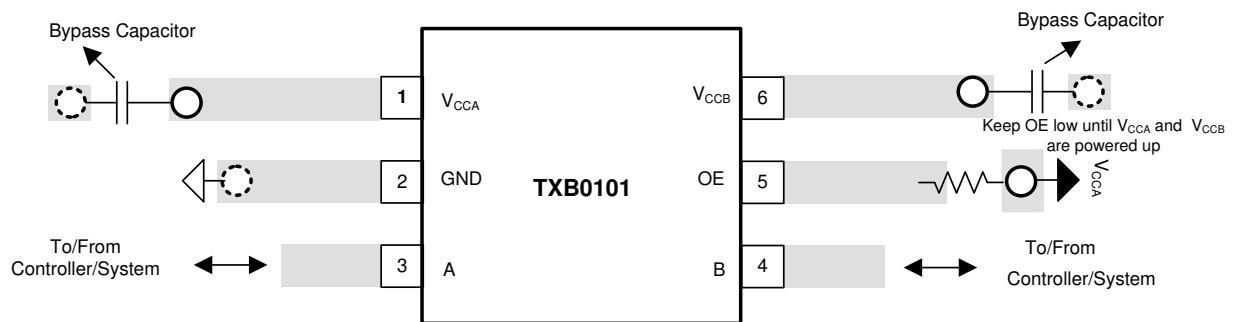 Bypass Capacitor
Bypass Capacitor
1
VCCA
VCCB
6
Keep OE low until VCCA and VCCB
are powered up
2
GND
TXB0101
OE
5
VCCA
To/From
Controller/System
3
A
B
4
To/From
Controller/System